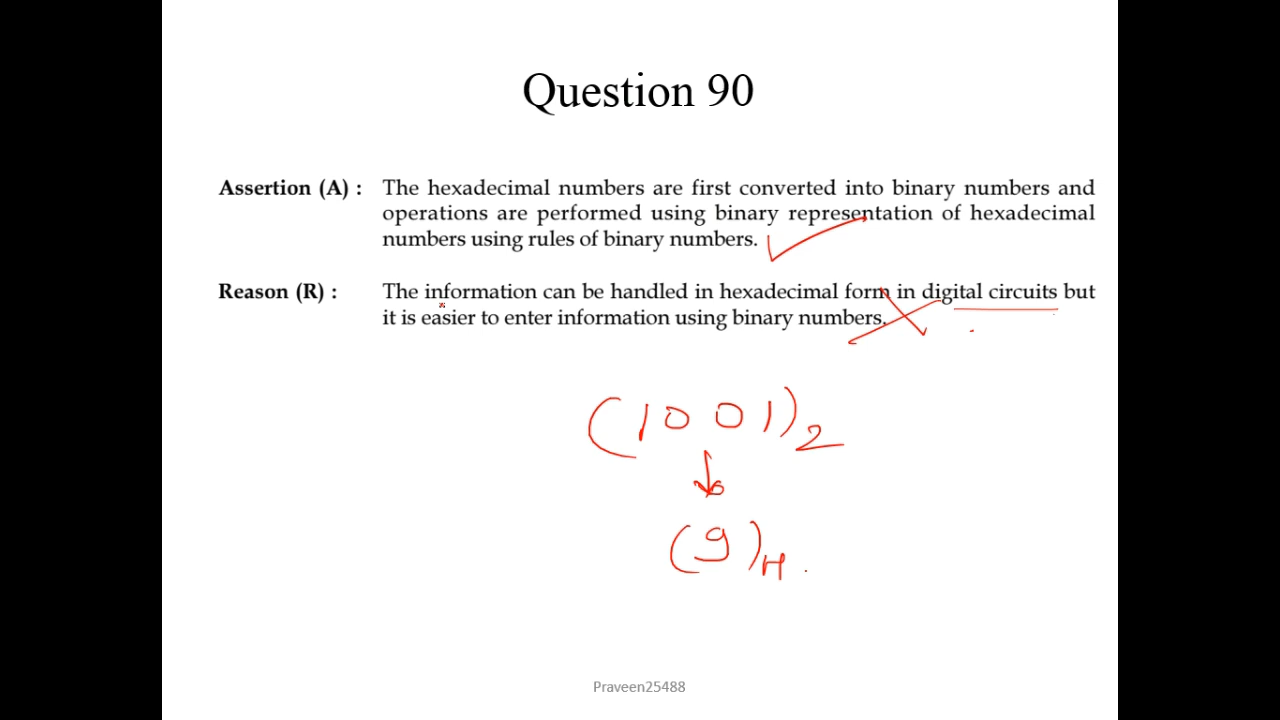 Question 90
Assertion (A) : The hexadecimal numbers are first converted into binary numbers and
operations are performed using binary representation of hexadecimal
numbers using rules of binary numbers.
Reason (R) : The information can be handled in hexadecimal form in digital circuits but
it is easier to enter information using binary numbers.
(1001)2
(9)H
Praveen25488